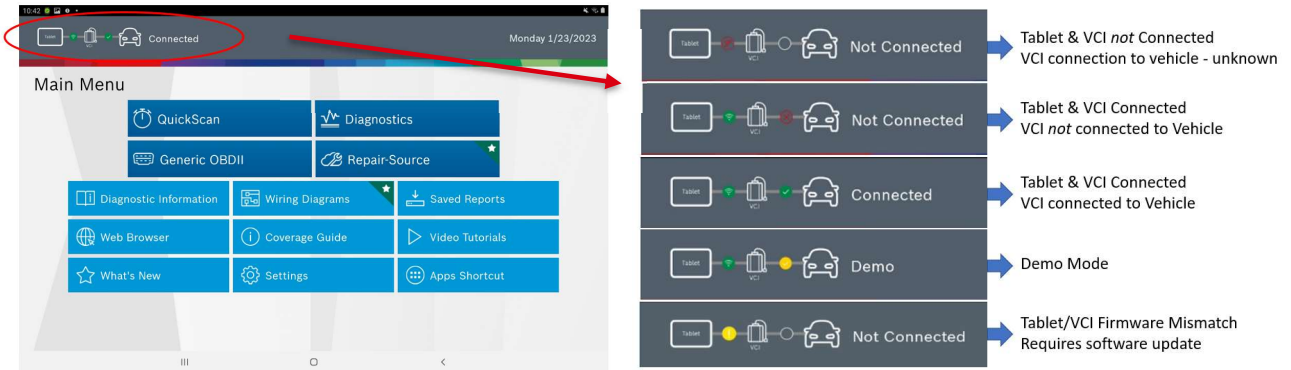 10:42
Tablet
VCI
Connected
Monday 1/23/2023
Main Menu
QuickScan
Diagnostics
Generic OBDII
Repair-Source
Diagnostic Information
Wiring Diagrams
Saved Reports
Web Browser
Coverage Guide
Video Tutorials
What's New
Settings
Apps Shortcut
Tablet
VCI
Not Connected
Tablet & VCI not Connected
VCI connection to vehicle - unknown
Tablet
VCI
Not Connected
Tablet & VCI Connected
VCI not connected to Vehicle
Tablet
VCI
Connected
Tablet & VCI Connected
VCI connected to Vehicle
Tablet
VCI
Demo
Demo Mode
Tablet
VCI
Not Connected
Tablet/VCI Firmware Mismatch
Requires software update